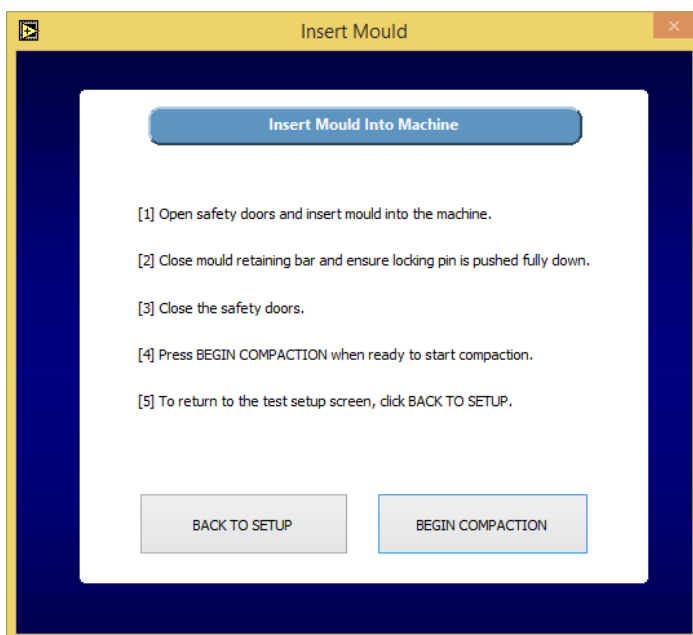 Insert Mould
Insert Mould Into Machine
[1] Open safety doors and insert mould into the machine.
[2] Close mould retaining bar and ensure locking pin is pushed fully down.
[3] Close the safety doors.
[4] Press BEGIN COMPACTION when ready to start compaction.
[5] To return to the test setup screen, click BACK TO SETUP.
BACK TO SETUP
BEGIN COMPACTION